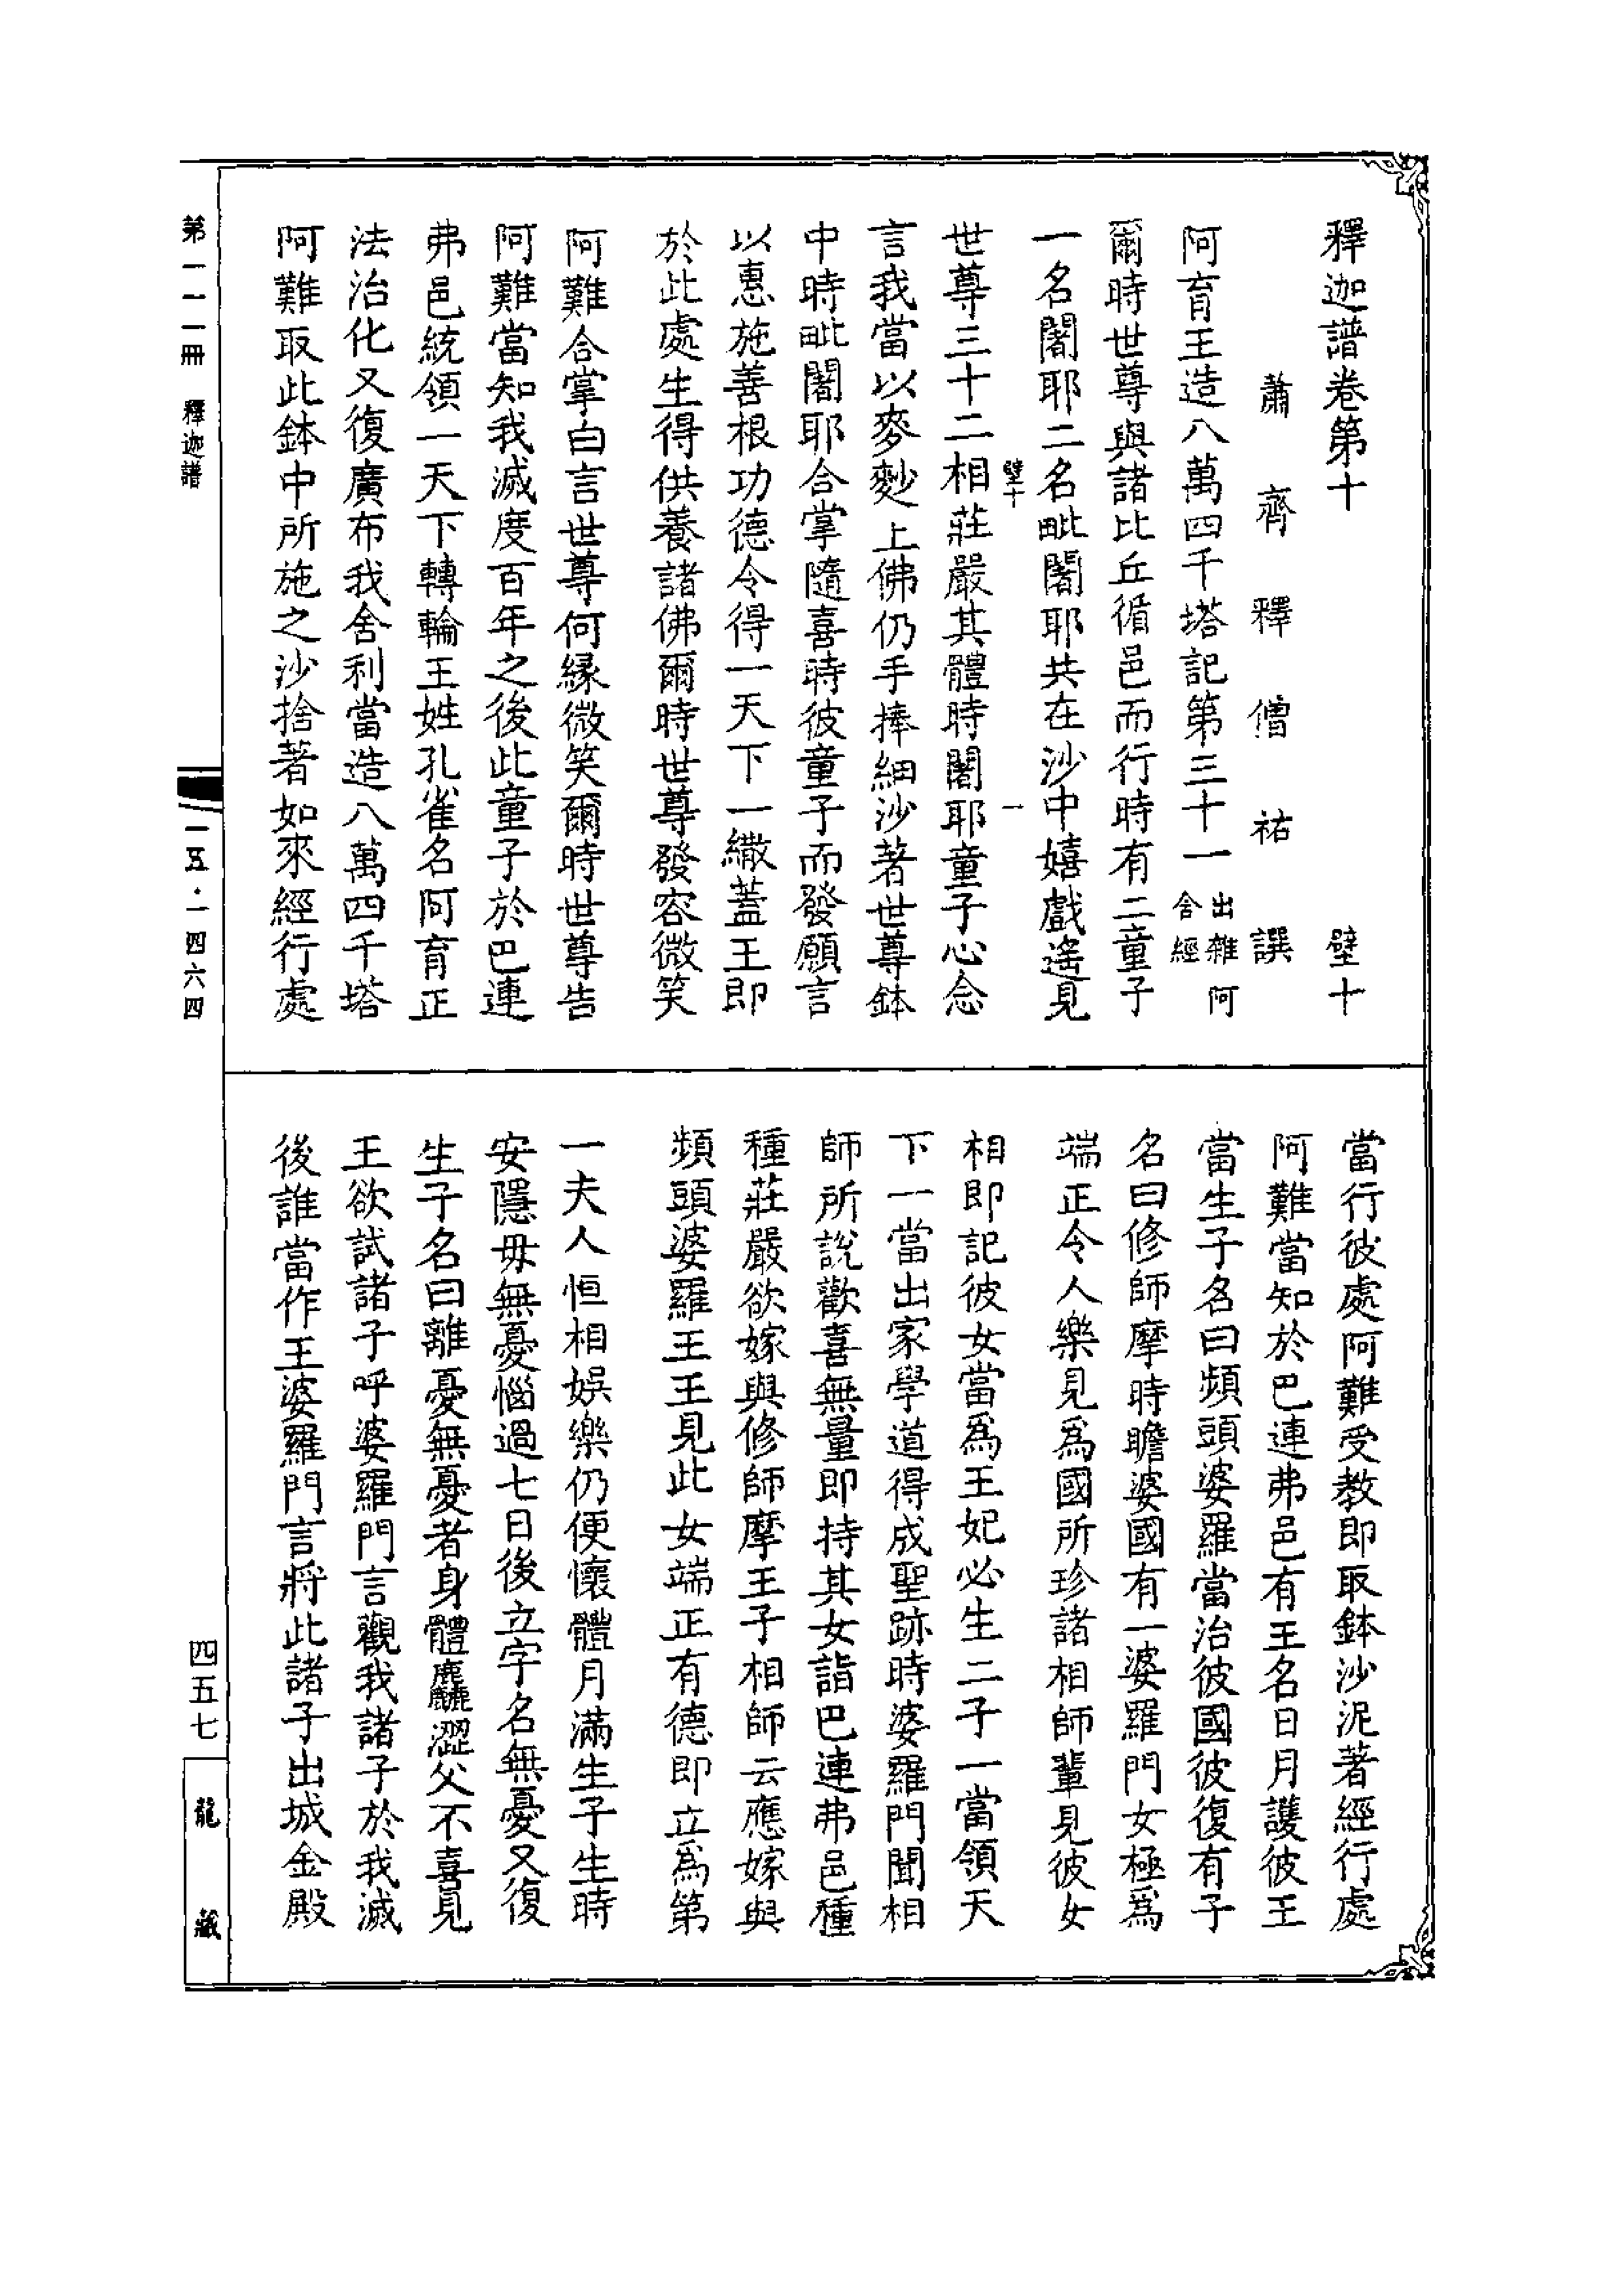 釋迦譜卷第十　壁十
蕭齊釋僧祐譔
阿育王造八萬四千塔記第三十一出雜阿含經
爾時世尊與諸比丘循邑而行時有二童子
一名闍耶二名毗闍耶共在沙中嬉戲遙見
壁十　一
世尊三十二相莊嚴其體時闍耶童子心念
言我當以麥麨上佛仍手捧細沙著世尊鉢
中時毗闍耶合掌隨喜時彼童子而發願言
以惠施善根功德令得一天下一繖蓋王即
於此處生得供養諸佛爾時世尊發容微笑
阿難合掌白言世尊何緣微笑爾時世尊告
阿難當知我滅度百年之後此童子於巴連
弗邑統領一天下轉輪王姓孔雀名阿育正
法治化又復廣布我舍利當造八萬四千塔
阿難取此鉢中所施之沙捨著如來經行處
當行彼處阿難受教即取鉢沙泥著經行處
阿難當知於巴連弗邑有王名日月護彼王
當生子名曰頻頭婆羅當治彼國彼復有子
名曰修師摩時瞻婆國有一婆羅門女極爲
端正令人樂見爲國所珍諸相師輩見彼女
相即記彼女當爲王妃必生二子一當領天
下一當出家學道得成聖跡時婆羅門聞相
師所說歡喜無量即持其女詣巴連弗邑種
種莊嚴欲嫁與修師摩王子相師云應嫁與
頻頭婆羅王王見此女端正有德即立爲第
一夫人恒相娛樂仍便懷體月滿生子生時
安隱毋無憂惱過七日後立字名無憂又復
生子名曰離憂無憂者身體麤澀父不喜見
王欲試諸子呼婆羅門言觀我諸子於我滅
後誰當作王婆羅門言將此諸子出城金殿
第一一一冊　釋迦譜
一五·一四六四
四五七
龍藏